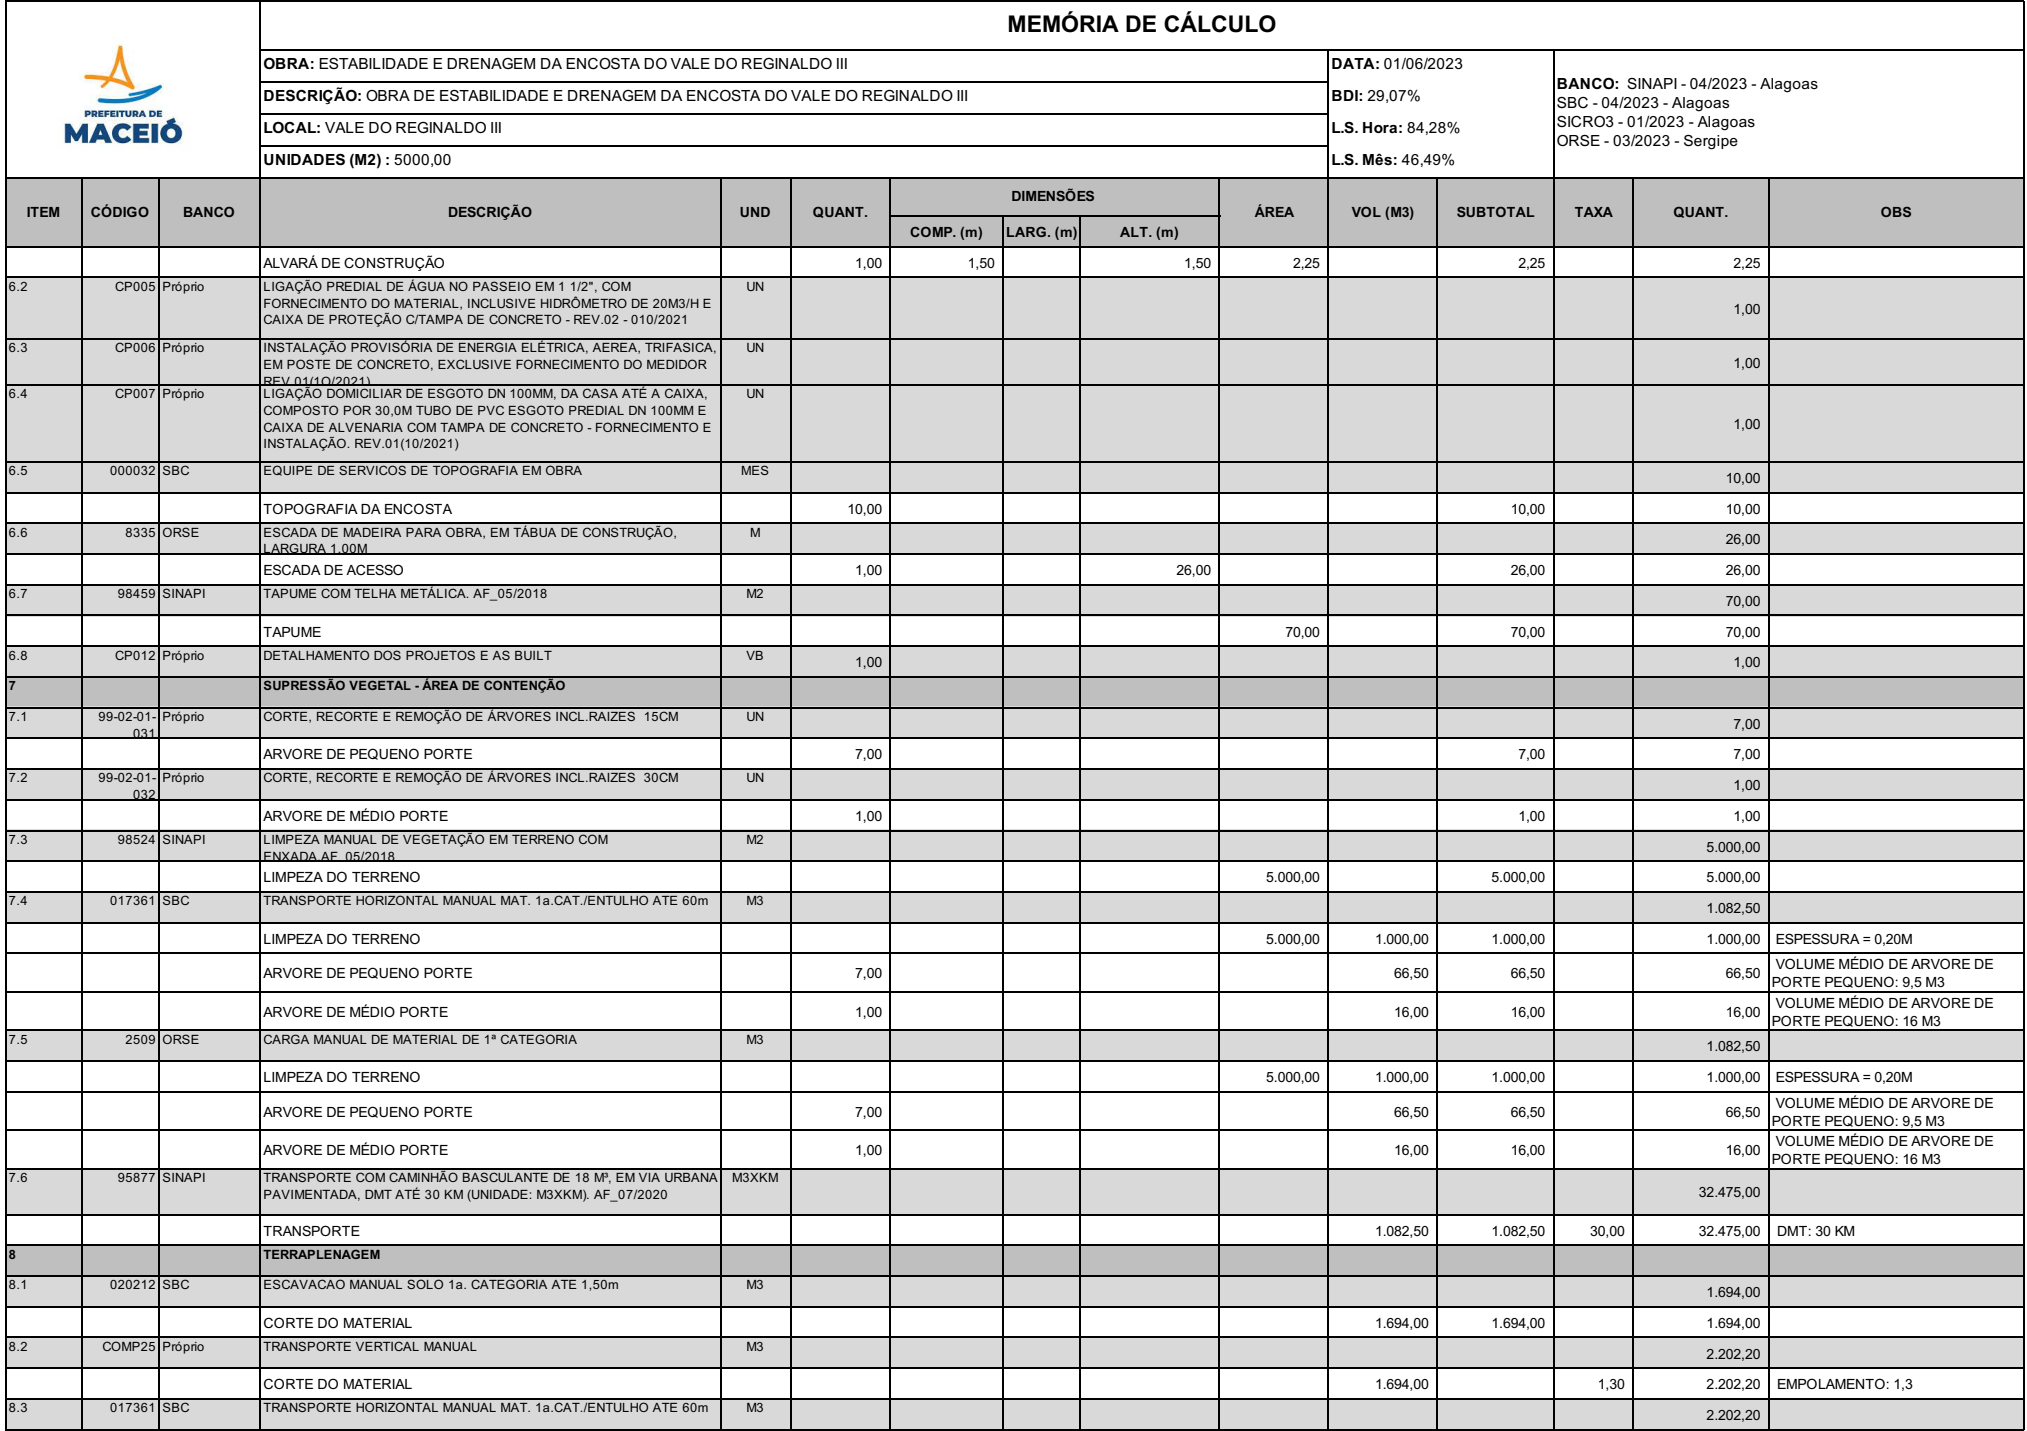 MEMÓRIA DE CÁLCULO
PREFEITURA DE
MACEIÓ
OBRA: ESTABILIDADE E DRENAGEM DA ENCOSTA DO VALE DO REGINALDO III
DESCRIÇÃO: OBRA DE ESTABILIDADE E DRENAGEM DA ENCOSTA DO VALE DO REGINALDO III
LOCAL: VALE DO REGINALDO III
UNIDADES (M2) : 5000,00
DATA: 01/06/2023
BDI: 29,07%
L.S. Hora: 84,28%
L.S. Mês: 46,49%
BANCO: SINAPI - 04/2023 - Alagoas
SBC - 04/2023 - Alagoas
SICRO3 - 01/2023 - Alagoas
ORSE - 03/2023 - Sergipe
ITEM CÓDIGO BANCO DESCRIÇÃO UND QUANT. DIMENSÕES ÁREA VOL (M3) SUBTOTAL TAXA QUANT. OBS
COMP. (m) LARG. (m) ALT. (m)
ALVARÁ DE CONSTRUÇÃO 1,00 1,50 1,50 2,25 2,25 2,25
6.2 CP005 Próprio LIGAÇÃO PREDIAL DE ÁGUA NO PASSEIO EM 1 1/2", COM UN
FORNECIMENTO DO MATERIAL, INCLUSIVE HIDRÔMETRO DE 20M3/H E
CAIXA DE PROTEÇÃO C/TAMPA DE CONCRETO - REV.02 - 010/2021
1,00
6.3 CP006 Próprio INSTALAÇÃO PROVISÓRIA DE ENERGIA ELÉTRICA, AEREA, TRIFASICA, UN
EM POSTE DE CONCRETO, EXCLUSIVE FORNECIMENTO DO MEDIDOR
REV.01(1O/2021)
1,00
6.4 CP007 Próprio LIGAÇÃO DOMICILIAR DE ESGOTO DN 100MM, DA CASA ATÉ A CAIXA, UN
COMPOSTO POR 30,0M TUBO DE PVC ESGOTO PREDIAL DN 100MM E
CAIXA DE ALVENARIA COM TAMPA DE CONCRETO - FORNECIMENTO E
INSTALAÇÃO. REV.01(10/2021)
1,00
6.5 000032 SBC EQUIPE DE SERVICOS DE TOPOGRAFIA EM OBRA MES
10,00
TOPOGRAFIA DA ENCOSTA 10,00 10,00 10,00
6.6 8335 ORSE ESCADA DE MADEIRA PARA OBRA, EM TÁBUA DE CONSTRUÇÃO, M
LARGURA 1.00M
26,00
ESCADA DE ACESSO 1,00 26,00 26,00 26,00
6.7 98459 SINAPI TAPUME COM TELHA METÁLICA. AF_05/2018 M2
70,00
TAPUME 70,00 70,00 70,00
6.8 CP012 Próprio DETALHAMENTO DOS PROJETOS E AS BUILT VB
1,00 1,00
7 SUPRESSÃO VEGETAL - ÁREA DE CONTENÇÃO
7.1 99-02-01- Próprio CORTE, RECORTE E REMOÇÃO DE ÁRVORES INCL.RAIZES 15CM UN
031
7,00
ARVORE DE PEQUENO PORTE 7,00 7,00 7,00
7.2 99-02-01- Próprio CORTE, RECORTE E REMOÇÃO DE ÁRVORES INCL.RAIZES 30CM UN
032
1,00
ARVORE DE MÉDIO PORTE 1,00 1,00 1,00
7.3 98524 SINAPI LIMPEZA MANUAL DE VEGETAÇÃO EM TERRENO COM M2
ENXADA.AF_05/2018
5.000,00
LIMPEZA DO TERRENO 5.000,00 5.000,00 5.000,00
7.4 017361 SBC TRANSPORTE HORIZONTAL MANUAL MAT. 1a.CAT./ENTULHO ATE 60m M3
1.082,50
LIMPEZA DO TERRENO 5.000,00 1.000,00 1.000,00 1.000,00 ESPESSURA = 0,20M
ARVORE DE PEQUENO PORTE 7,00 66,50 66,50 66,50 VOLUME MÉDIO DE ARVORE DE
PORTE PEQUENO: 9,5 M3
ARVORE DE MÉDIO PORTE 1,00 16,00 16,00 16,00 VOLUME MÉDIO DE ARVORE DE
PORTE PEQUENO: 16 M3
7.5 2509 ORSE CARGA MANUAL DE MATERIAL DE 1ª CATEGORIA M3
1.082,50
LIMPEZA DO TERRENO 5.000,00 1.000,00 1.000,00 1.000,00 ESPESSURA = 0,20M
ARVORE DE PEQUENO PORTE 7,00 66,50 66,50 66,50 VOLUME MÉDIO DE ARVORE DE
PORTE PEQUENO: 9,5 M3
ARVORE DE MÉDIO PORTE 1,00 16,00 16,00 16,00 VOLUME MÉDIO DE ARVORE DE
PORTE PEQUENO: 16 M3
7.6 95877 SINAPI TRANSPORTE COM CAMINHÃO BASCULANTE DE 18 M³, EM VIA URBANA M3XKM
PAVIMENTADA, DMT ATÉ 30 KM (UNIDADE: M3XKM). AF_07/2020
32.475,00
TRANSPORTE 1.082,50 1.082,50 30,00 32.475,00 DMT: 30 KM
8 TERRAPLENAGEM
8.1 020212 SBC ESCAVACAO MANUAL SOLO 1a. CATEGORIA ATE 1,50m M3
1.694,00
CORTE DO MATERIAL 1.694,00 1.694,00 1.694,00
8.2 COMP25 Próprio TRANSPORTE VERTICAL MANUAL M3
2.202,20
CORTE DO MATERIAL 1.694,00 1,30 2.202,20 EMPOLAMENTO: 1,3
8.3 017361 SBC TRANSPORTE HORIZONTAL MANUAL MAT. 1a.CAT./ENTULHO ATE 60m M3
2.202,20